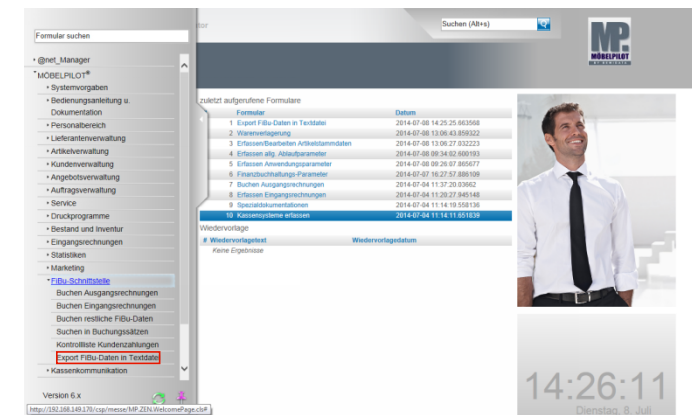 dor
Suchen (Alt+s)
MP.
MÖBELPILOT
Formular suchen
@net_Manager
MÖBELPILOT®
Systemvorgaben
Bedienungsanleitung u.
Dokumentation
Personalbereich
Lieferantenverwaltung
Artikelverwaltung
Kundenverwaltung
Angebotsverwaltung
Auftragsverwaltung
Service
Druckprogramme
Bestand und Inventur
Eingangsrechnungen
Statistiken
Marketing
FiBu-Schnittstelle
Buchen Ausgangsrechnungen
Buchen Eingangsrechnungen
Buchen restliche FiBu-Daten
Suchen in Buchungssätzen
Kontrollliste Kundenzahlungen
Export FiBu-Daten in Textdatei
Kassenkommunikation
Version 6.x
http://192.168.149.170/csp/messe/MP.ZEN.WelcomePage.cls#
zuletzt aufgerufene Formulare
Formular Datum
1 Export FiBu-Daten in Textdatei 2014-07-08 14:25:25.663568
2 Warenverlagerung 2014-07-08 13:06:43.859322
3 Erfassen/Bearbeiten Artikelstammdaten 2014-07-08 13:06:27.032223
4 Erfassen allg. Ablaufparameter 2014-07-08 09:34:02.600193
5 Erfassen Anwendungsparameter 2014-07-08 09:26:07.865677
6 Finanzbuchhaltungs-Parameter 2014-07-07 16:27:57.886109
7 Buchen Ausgangsrechnungen 2014-07-04 11:37:20.03662
8 Erfassen Eingangsrechnungen 2014-07-04 11:20:27.945148
9 Spezialdokumentationen 2014-07-04 11:14:19.558136
10 Kassensysteme erfassen 2014-07-04 11:14:11.651839
Wiedervorlage
# Wiedervorlagetext Wiedervorlagedatum
Keine Ergebnisse
14:26:11
Dienstag, 8. Juli